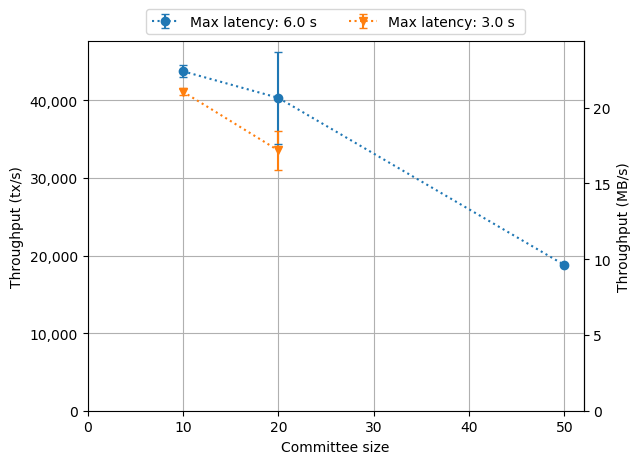 Max latency: 6.0 s Max latency: 3.0 s
Throughput (tx/s)
40,000
30,000
20,000
10,000
0
Throughput (MB/s)
20
15
10
5
0
0 10 20 30 40 50
Committee size